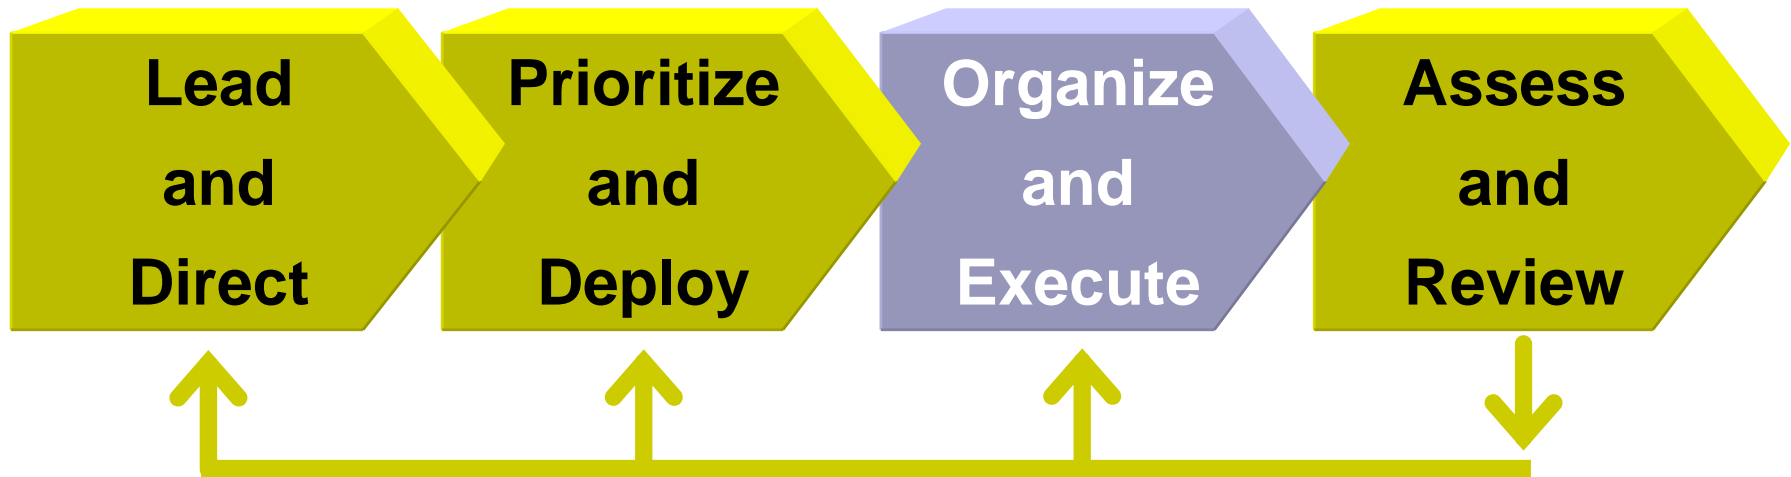 Lead
and
Direct
Prioritize
and
Deploy
Organize
and
Execute
Assess
and
Review